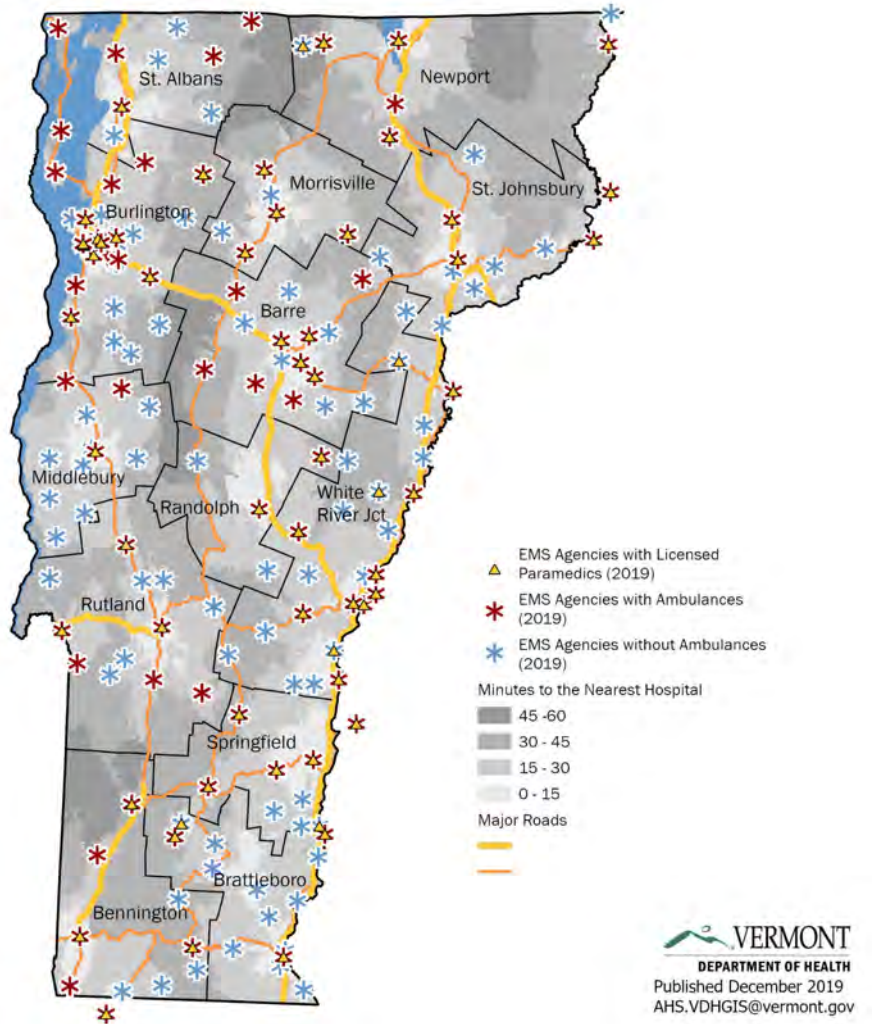 St. Albans
Newport
Morrisville
St. Johnsbury
Burlington
Barre
Middlebury
Randolph
White
River Jct
Rutland
Springfield
Brattleboro
Bennington
EMS Agencies with Licensed
Paramedics (2019)
EMS Agencies with Ambulances
(2019)
EMS Agencies without Ambulances
(2019)
Minutes to the Nearest Hospital
45 -60
30 - 45
15 - 30
0 - 15
Major Roads
VERMONT
DEPARTMENT OF HEALTH
Published December 2019
AHS.VDHGIS@vermont.gov